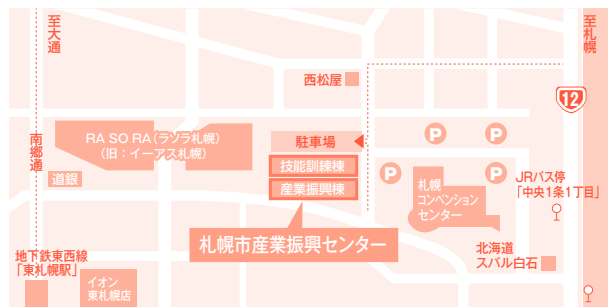 至大通
至札幌
西松屋
12
南郷通
RA SO RA(ラソラ札幌)
(旧:イーアス札幌)
駐車場
P
P
技能訓練棟
産業振興棟
P
P
道銀
札幌
コンベンション
センター
JRバス停
「中央1条1丁目」
札幌市産業振興センター
地下鉄東西線
「東札幌駅」
イオン
東札幌店
北海道
スバル白石